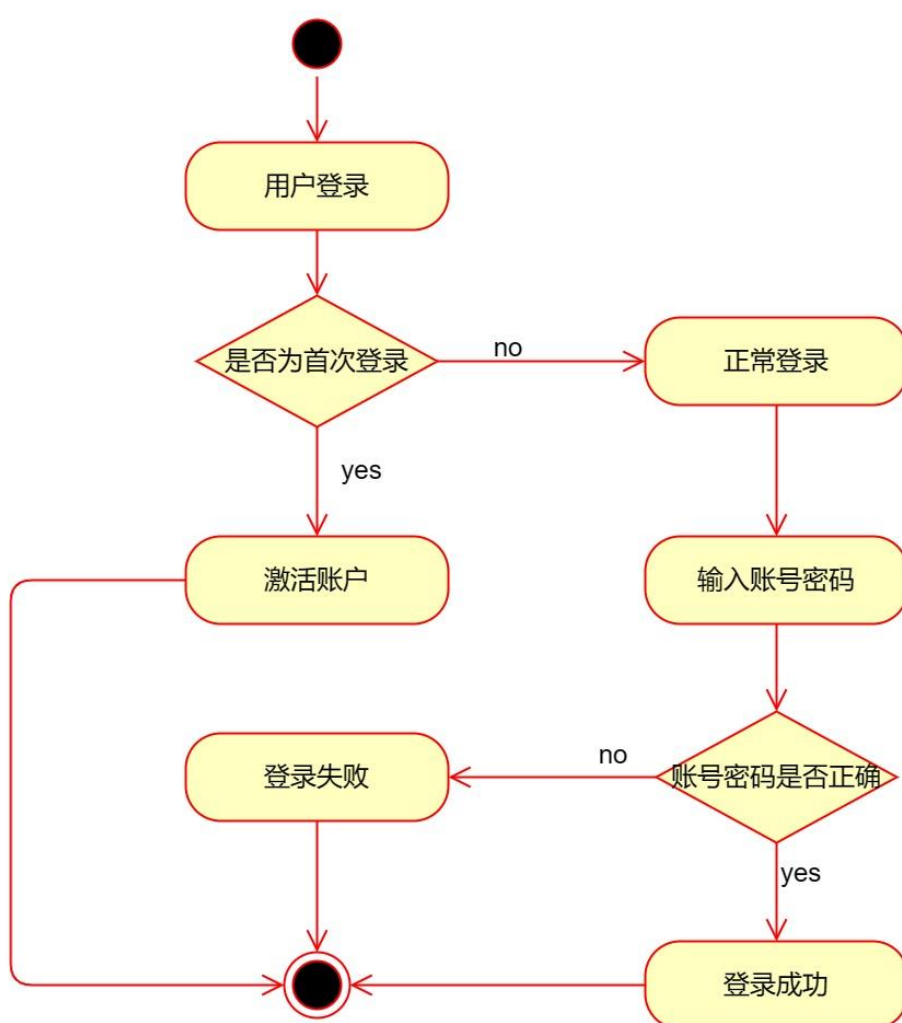 用户登录
是否为首次登录
no
正常登录
yes
激活账户
输入账号密码
登录失败
no
账号密码是否正确
yes
登录成功